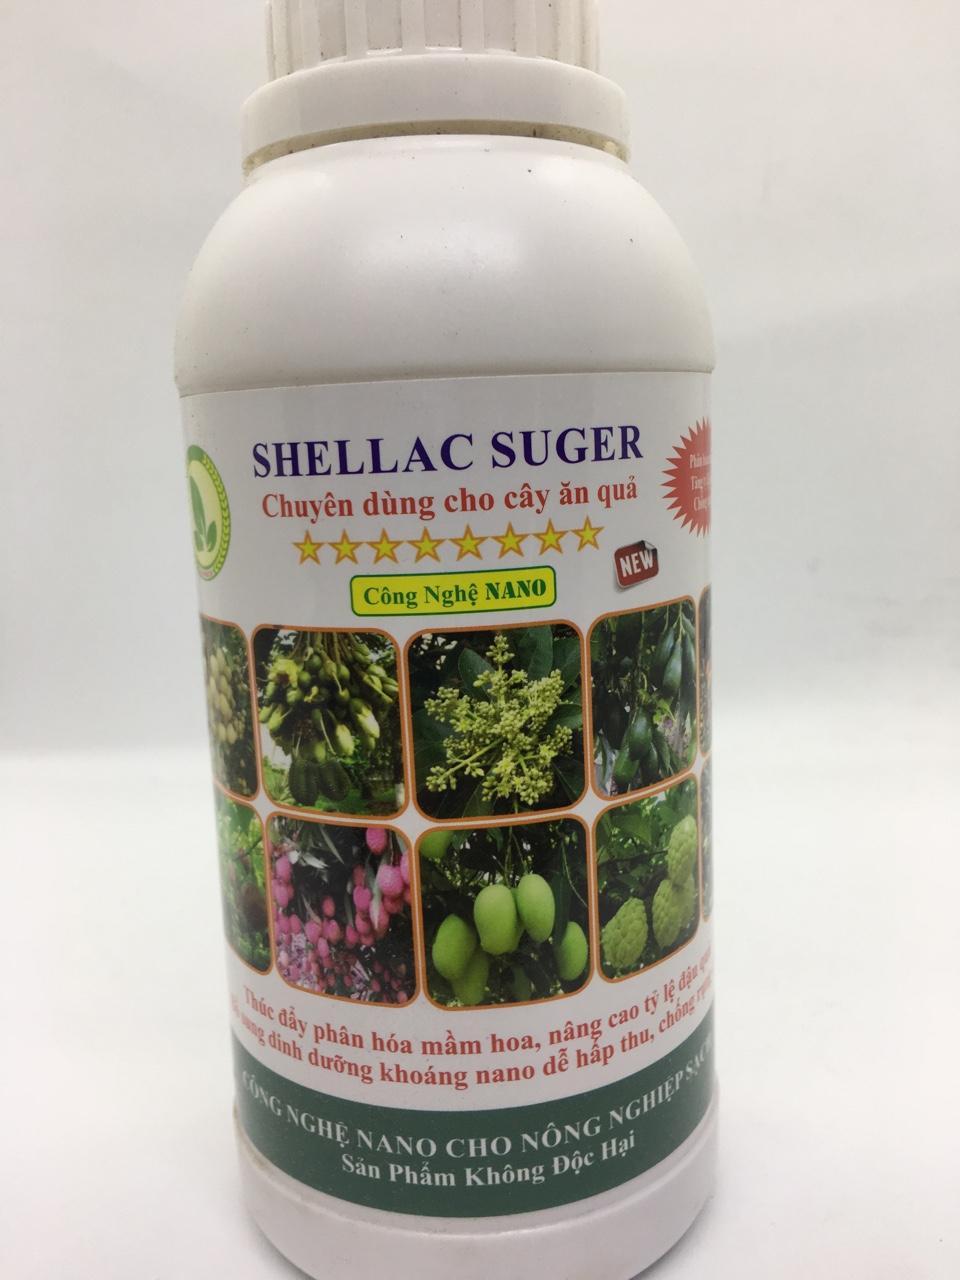 SHELLAC SUGER
Chuyên dùng cho cây ăn quả
Công Nghệ NANO
NEW
Thúc đẩy phân hóa mầm hoa, nâng cao tỷ lệ đậu
dinh dưỡng khoáng nano dễ hấp thu, chống
CÔNG NGHỆ NANO CHO NÔNG NGHIỆP SẠCH
Sản Phẩm Không Độc Hại